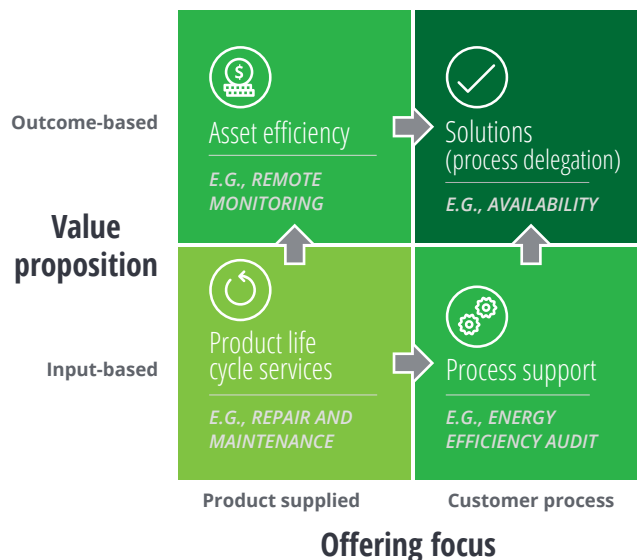 $
Outcome-based
Asset efficiency
E.G., REMOTE
MONITORING
Solutions
(process delegation)
E.G., AVAILABILITY
Value
proposition
Input-based
Product life
cycle services
E.G., REPAIR AND
MAINTENANCE
Process support
E.G., ENERGY
EFFICIENCY AUDIT
Product supplied
Customer process
Offering focus